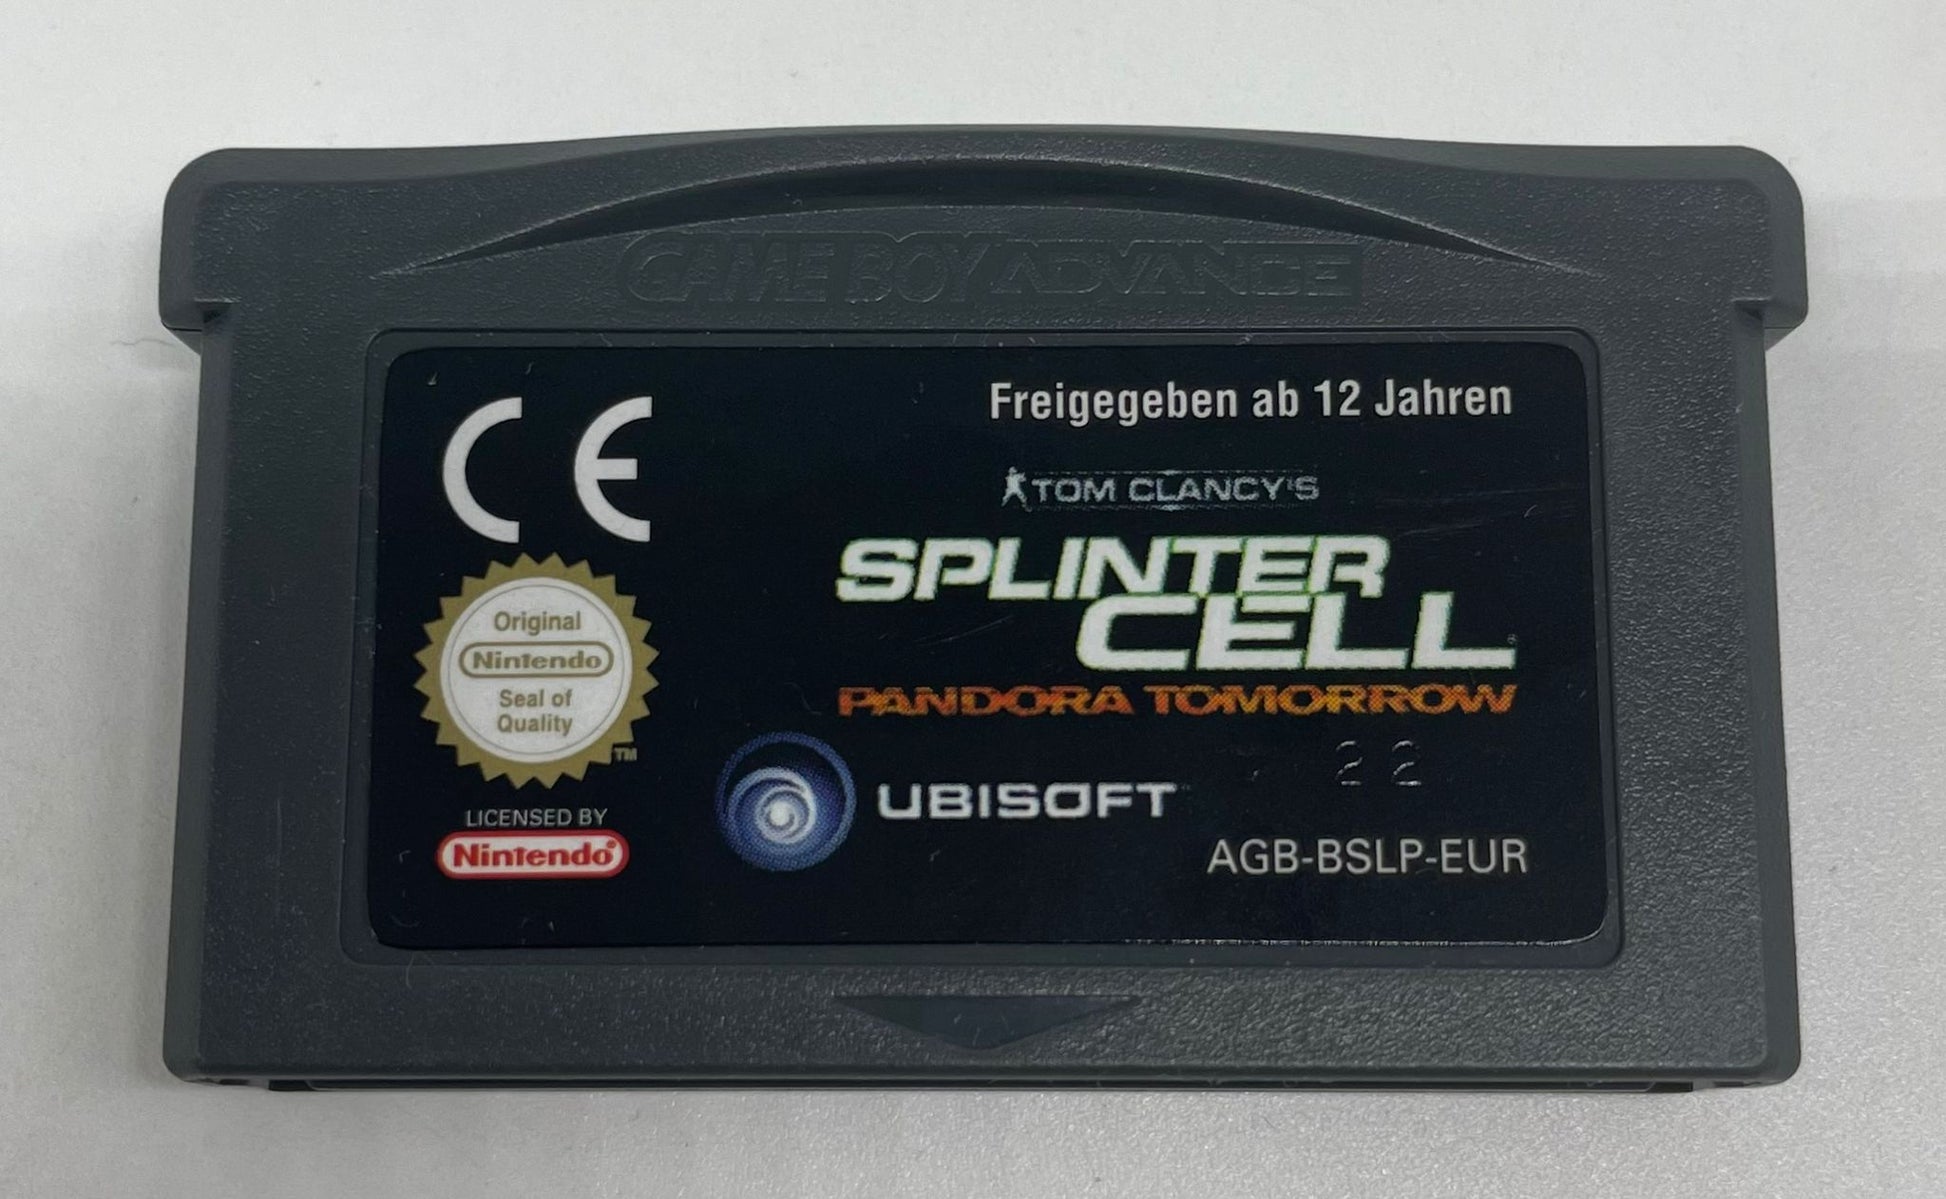 GAME BOY ADVANCE
CE
Freigegeben ab 12 Jahren
TOM CLANCY'S
SPLINTER
CELL
PANDORA TOMORROW
Original
Nintendo
Seal of
Quality
TM
22
UBISOFT
LICENSED BY
Nintendo®
AGB-BSLP-EUR